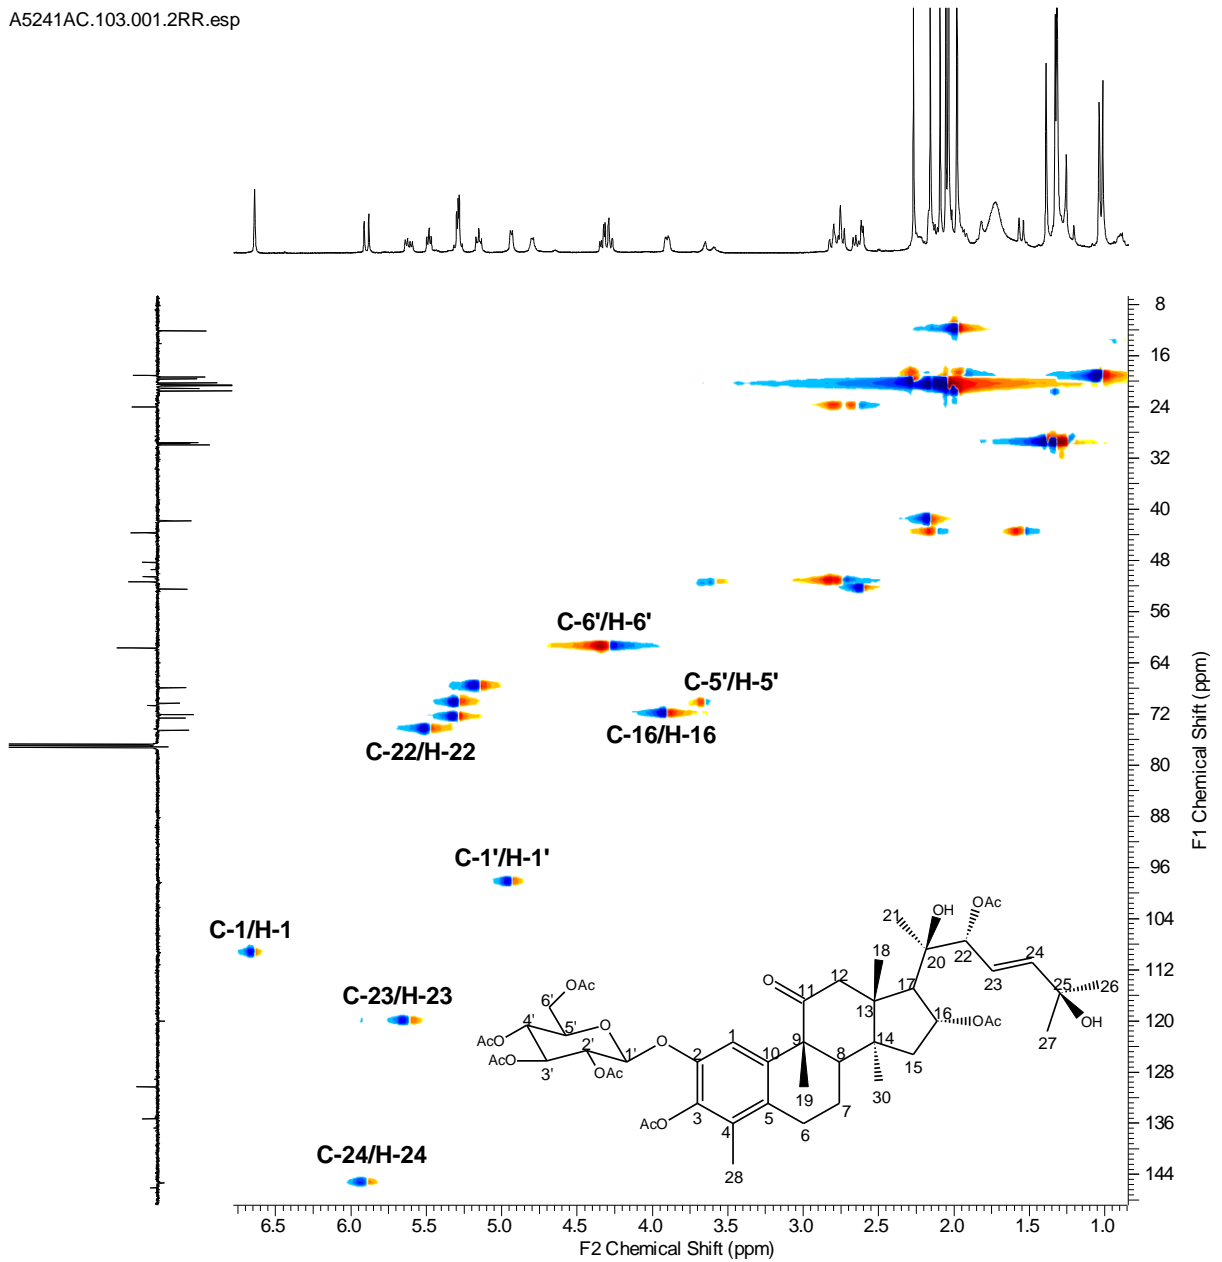 A5241AC.103.001.2RR.esp
8
16
24
32
40
48
56
64
72
80
88
96
104
112
120
128
136
144
F1 Chemical Shift (ppm)
C-6'/H-6'
C-5'/H-5'
C-16/H-16
C-22/H-22
C-1'/H-1'
C-1/H-1
C-23/H-23
C-24/H-24
OAc
21
OH
18
20
22
24
23
25
26
OH
27
12
11
O
17
13
16
OAc
OAc
6'
4'
5'
O
AcO
AcO
2'
1'
O
3'
OAc
1
2
10
9
8
14
15
19
30
7
AcO
3
4
5
6
28
6.5 6.0 5.5 5.0 4.5 4.0 3.5 3.0 2.5 2.0 1.5 1.0
F2 Chemical Shift (ppm)